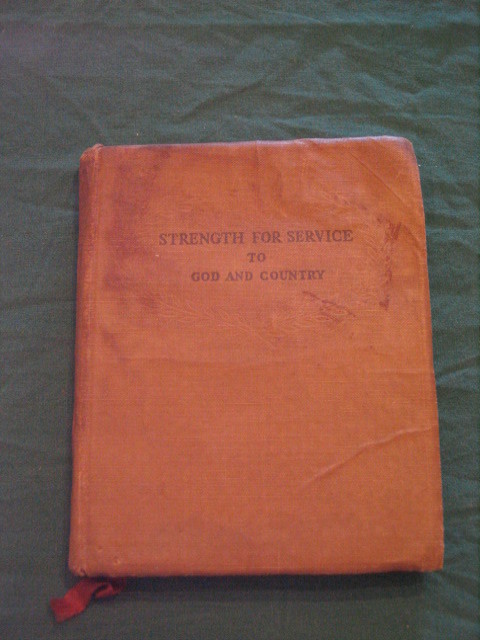 STRENGTH FOR SERVICE
TO
GOD AND COUNTRY